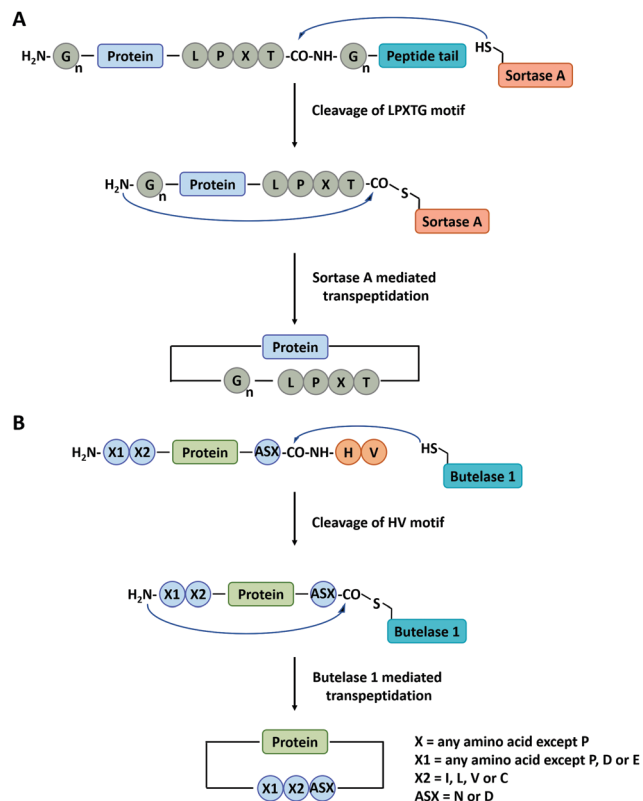 A
HS
H₂N G n Protein L P X T CO-NH G n Peptide tail
Sortase A
Cleavage of LPXTG motif
H₂N G n Protein L P X T CO S
Sortase A
Sortase A mediated
transpeptidation
Protein
G n L P X T
B
H₂N X1 X2 Protein ASX CO-NH H V HS
Butelase 1
Cleavage of HV motif
H₂N X1 X2 Protein ASX CO S
Butelase 1
Butelase 1 mediated
transpeptidation
Protein
X1 X2 ASX
X = any amino acid except P
X1 = any amino acid except P, D or E
X2 = I, L, V or C
ASX = N or D